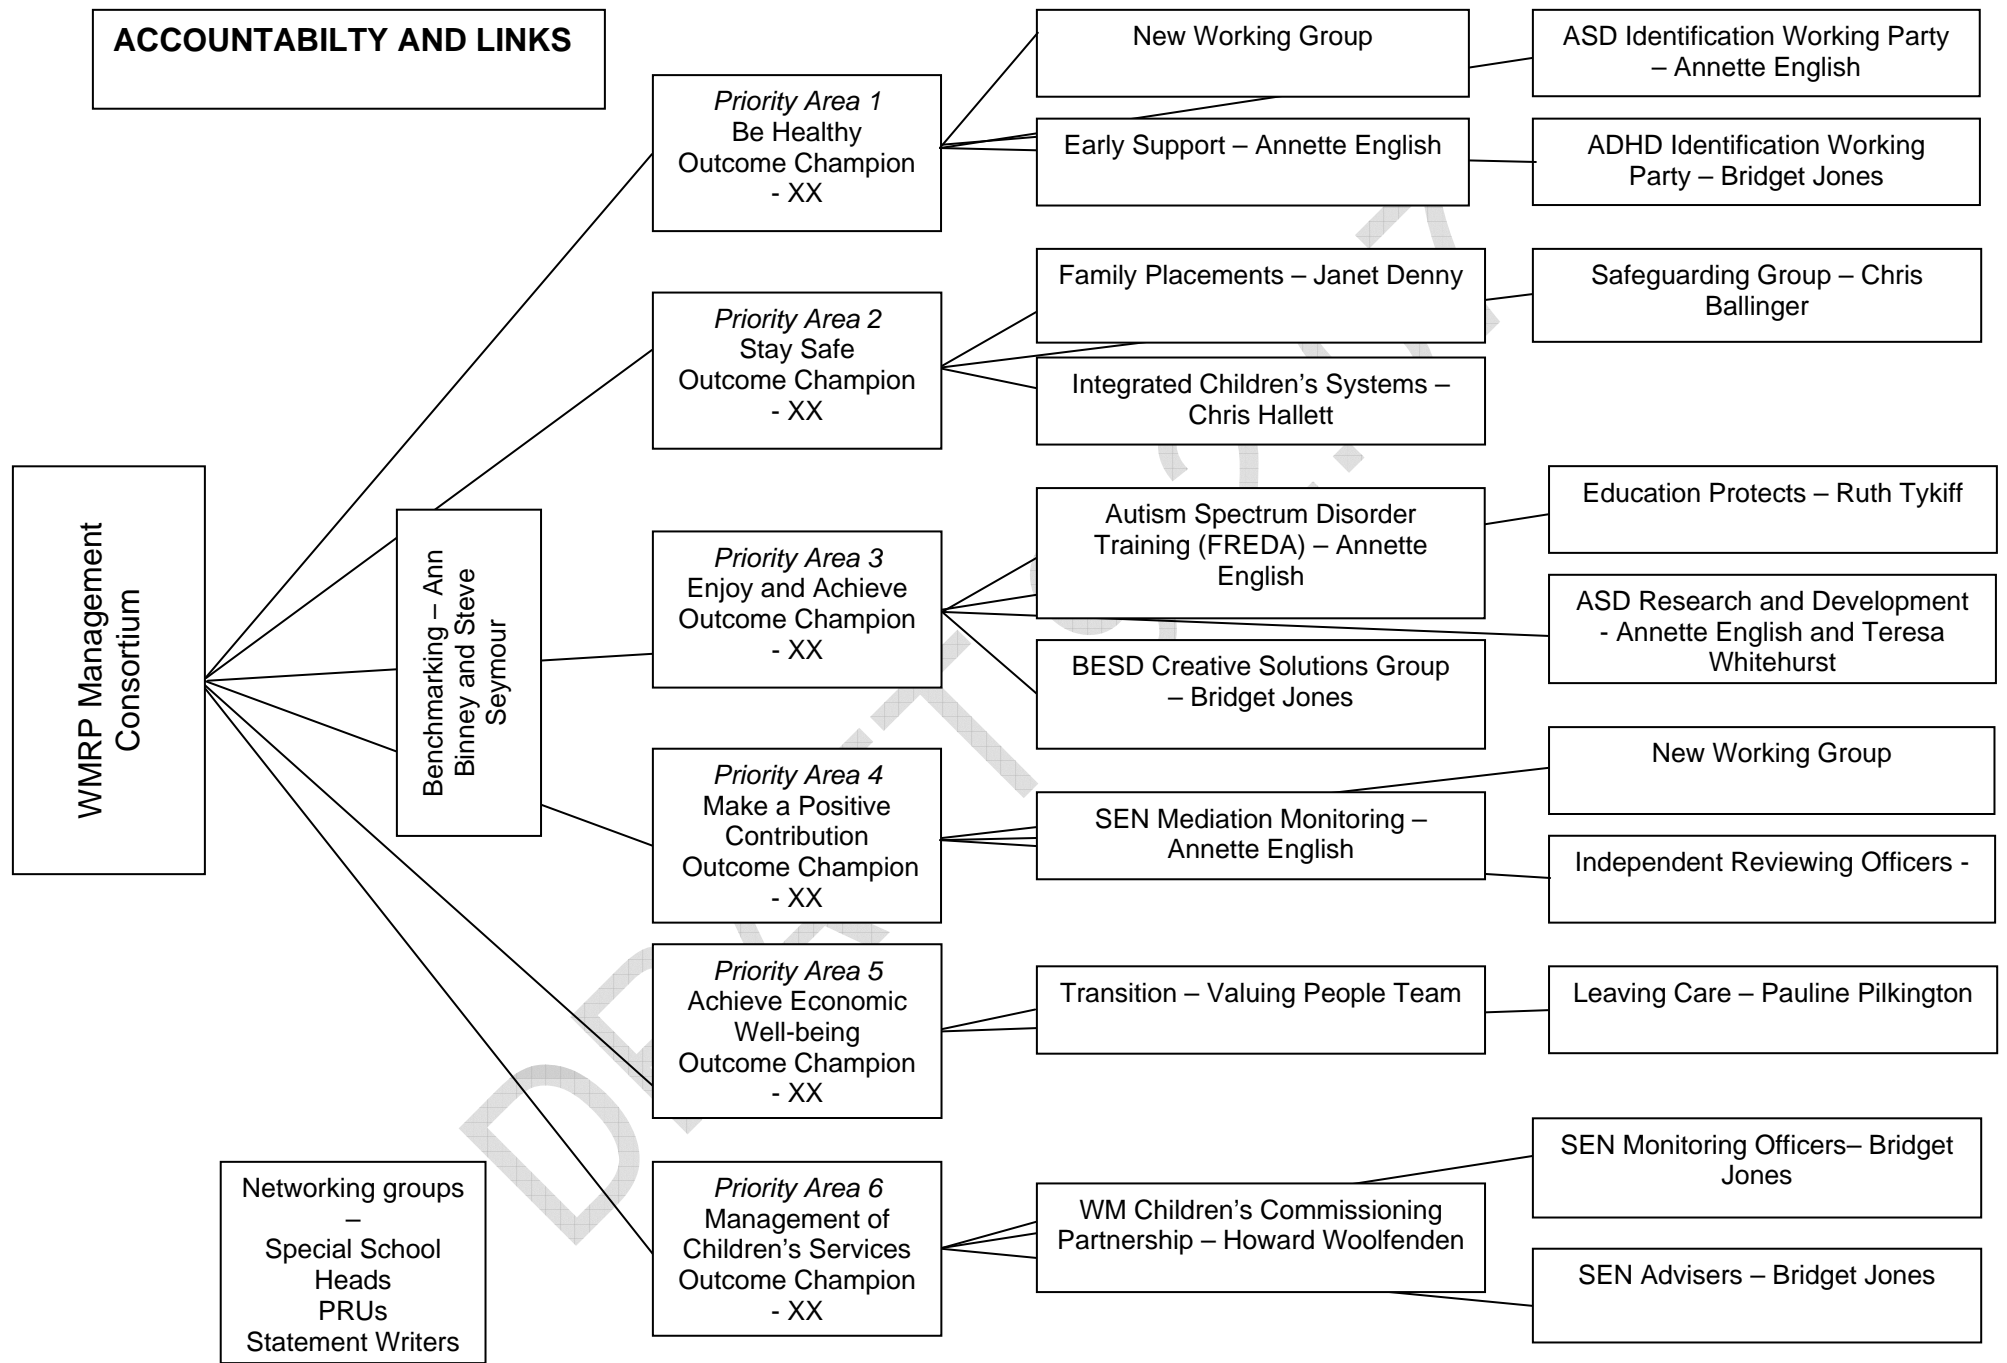 ACCOUNTABILTY AND LINKS
WMRP Management
Consortium
Benchmarking – Ann
Binney and Steve
Seymour
Networking groups
–
Special School
Heads
PRUs
Statement Writers
Priority Area 1
Be Healthy
Outcome Champion
- XX
New Working Group
Early Support – Annette English
ASD Identification Working Party
– Annette English
ADHD Identification Working
Party – Bridget Jones
Priority Area 2
Stay Safe
Outcome Champion
- XX
Family Placements – Janet Denny
Integrated Children's Systems –
Chris Hallett
Safeguarding Group – Chris
Ballinger
Priority Area 3
Enjoy and Achieve
Outcome Champion
- XX
Autism Spectrum Disorder
Training (FREDA) – Annette
English
BESD Creative Solutions Group
– Bridget Jones
Education Protects – Ruth Tykiff
ASD Research and Development
- Annette English and Teresa
Whitehurst
Priority Area 4
Make a Positive
Contribution
Outcome Champion
- XX
SEN Mediation Monitoring –
Annette English
New Working Group
Independent Reviewing Officers -
Priority Area 5
Achieve Economic
Well-being
Outcome Champion
- XX
Transition – Valuing People Team
Leaving Care – Pauline Pilkington
Priority Area 6
Management of
Children's Services
Outcome Champion
- XX
WM Children's Commissioning
Partnership – Howard Woolfenden
SEN Monitoring Officers– Bridget
Jones
SEN Advisers – Bridget Jones